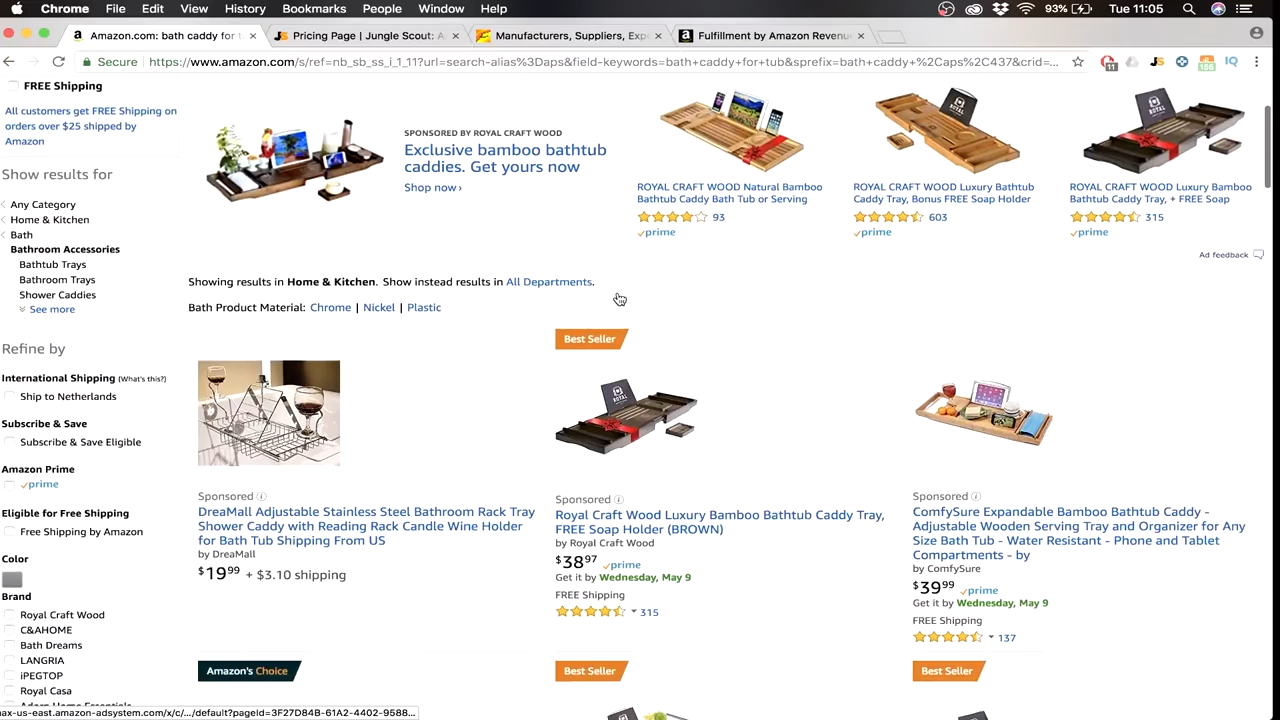 Chrome File Edit View History Bookmarks People Window Help 93% Tue 11:05
Amazon.com: bath caddy for t
Pricing Page | Jungle Scout: A
Manufacturers, Suppliers, Exp
Fulfillment by Amazon Revenu
Secure https://www.amazon.com/s/ref=nb_sb_ss_i_1_11?url=search-alias%3Daps&field-keywords=bath+caddy+for+tub&sprefix=bath+caddy+%2Caps%2C437&crid=...
FREE Shipping
All customers get FREE Shipping on
orders over $25 shipped by
Amazon
Show results for
Any Category
Home & Kitchen
Bath
Bathroom Accessories
Bathtub Trays
Bathroom Trays
Shower Caddies
See more
Refine by
International Shipping (What's this?)
Ship to Netherlands
Subscribe & Save
Subscribe & Save Eligible
Amazon Prime
prime
Eligible for Free Shipping
Free Shipping by Amazon
Color
Brand
Royal Craft Wood
C&AHOME
Bath Dreams
LANGRIA
iPEGTOP
Royal Casa
SPONSORED BY ROYAL CRAFT WOOD
Exclusive bamboo bathtub
caddies. Get yours now
Shop now ›
ROYAL CRAFT WOOD Natural Bamboo
Bathtub Caddy Bath Tub or Serving
93
prime
ROYAL CRAFT WOOD Luxury Bathtub
Caddy Tray, Bonus FREE Soap Holder
603
prime
ROYAL CRAFT WOOD Luxury Bamboo
Bathtub Caddy Tray, + FREE Soap
315
prime
Ad feedback
Showing results in Home & Kitchen. Show instead results in All Departments.
Bath Product Material: Chrome | Nickel | Plastic
Sponsored
DreaMall Adjustable Stainless Steel Bathroom Rack Tray
Shower Caddy with Reading Rack Candle Wine Holder
for Bath Tub Shipping From US
by DreaMall
$19 99 + $3.10 shipping
Best Seller
Sponsored
Royal Craft Wood Luxury Bamboo Bathtub Caddy Tray,
FREE Soap Holder (BROWN)
by Royal Craft Wood
$38 97 prime
Get it by Wednesday, May 9
FREE Shipping
315
Sponsored
ComfySure Expandable Bamboo Bathtub Caddy -
Adjustable Wooden Serving Tray and Organizer for Any
Size Bath Tub - Water Resistant - Phone and Tablet
Compartments - by
by ComfySure
$39 99 prime
Get it by Wednesday, May 9
FREE Shipping
137
Amazon's Choice
Best Seller
Best Seller
ax-us-east.amazon-adsystem.com/x/c/.../default?pageId=3F27D84B-61A2-4402-9588...